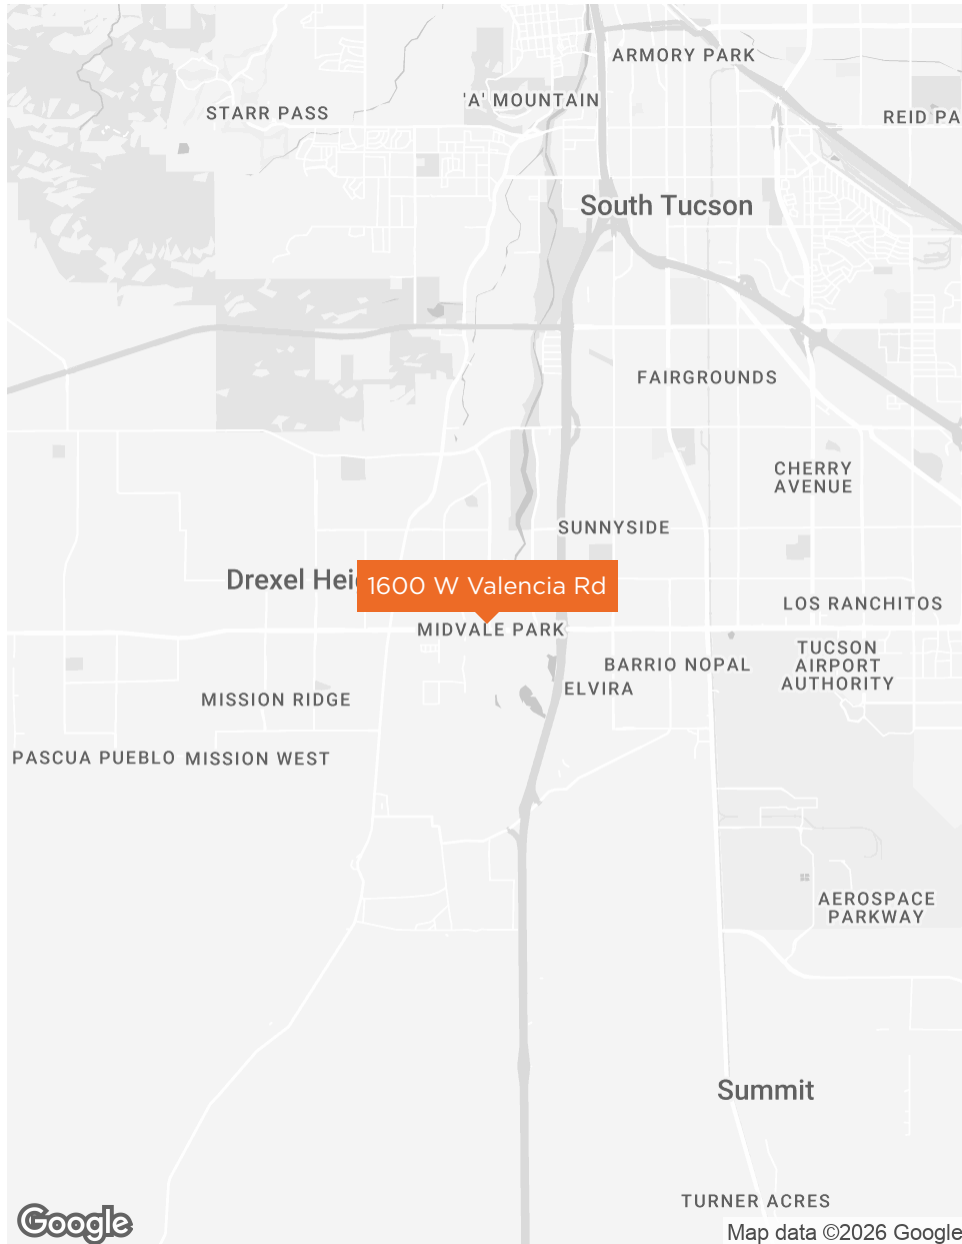 ARMORY PARK
'A' MOUNTAIN
STARR PASS
REID PA
South Tucson
FAIRGROUNDS
CHERRY
AVENUE
SUNNYSIDE
Drexel Hei
1600 W Valencia Rd
LOS RANCHITOS
MIDVALE PARK
TUCSON
AIRPORT
AUTHORITY
BARRIO NOPAL
ELVIRA
MISSION RIDGE
PASCUA PUEBLO
MISSION WEST
AEROSPACE
PARKWAY
Summit
TURNER ACRES
Google
Map data ©2026 Google